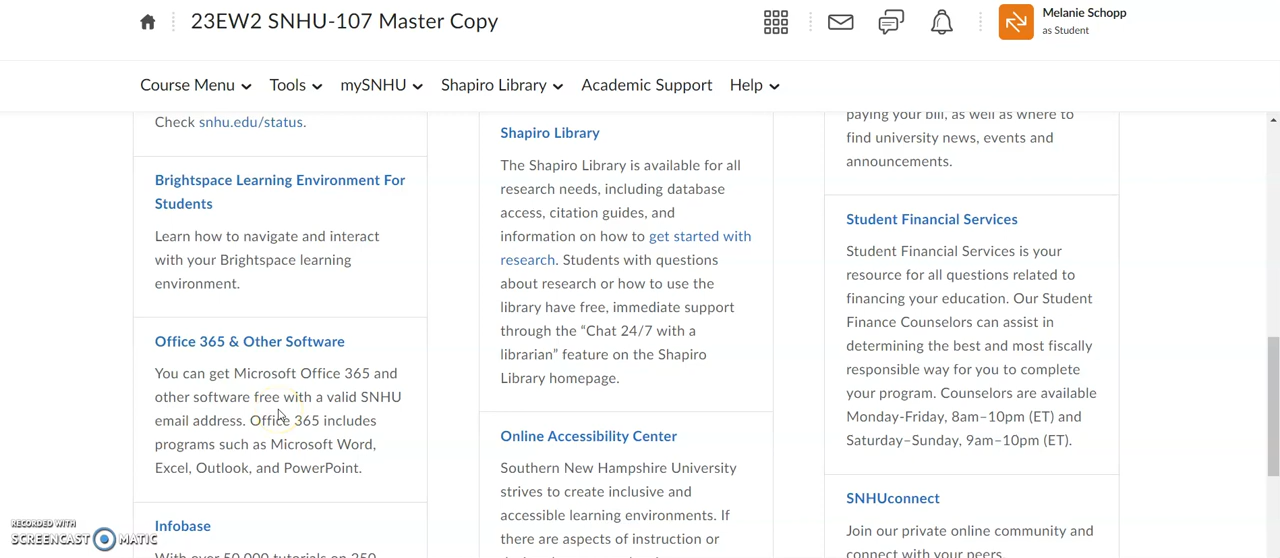 23EW2 SNHU-107 Master Copy
Melanie Schopp
as Student
Course Menu
Tools
mySNHU
Shapiro Library
Academic Support
Help
Check snhu.edu/status.
Brightspace Learning Environment For
Students
Learn how to navigate and interact
with your Brightspace learning
environment.
Office 365 & Other Software
You can get Microsoft Office 365 and
other software free with a valid SNHU
email address. Office 365 includes
programs such as Microsoft Word,
Excel, Outlook, and PowerPoint.
Infobase
With over 50,000 tutorials on 250
Shapiro Library
The Shapiro Library is available for all
research needs, including database
access, citation guides, and
information on how to get started with
research. Students with questions
about research or how to use the
library have free, immediate support
through the “Chat 24/7 with a
librarian” feature on the Shapiro
Library homepage.
Online Accessibility Center
Southern New Hampshire University
strives to create inclusive and
accessible learning environments. If
there are aspects of instruction or
paying your bill, as well as where to
find university news, events and
announcements.
Student Financial Services
Student Financial Services is your
resource for all questions related to
financing your education. Our Student
Finance Counselors can assist in
determining the best and most fiscally
responsible way for you to complete
your program. Counselors are available
Monday-Friday, 8am–10pm (ET) and
Saturday–Sunday, 9am–10pm (ET).
SNHUconnect
Join our private online community and
connect with your peers.
RECORDED WITH
SCREENCAST MATIC